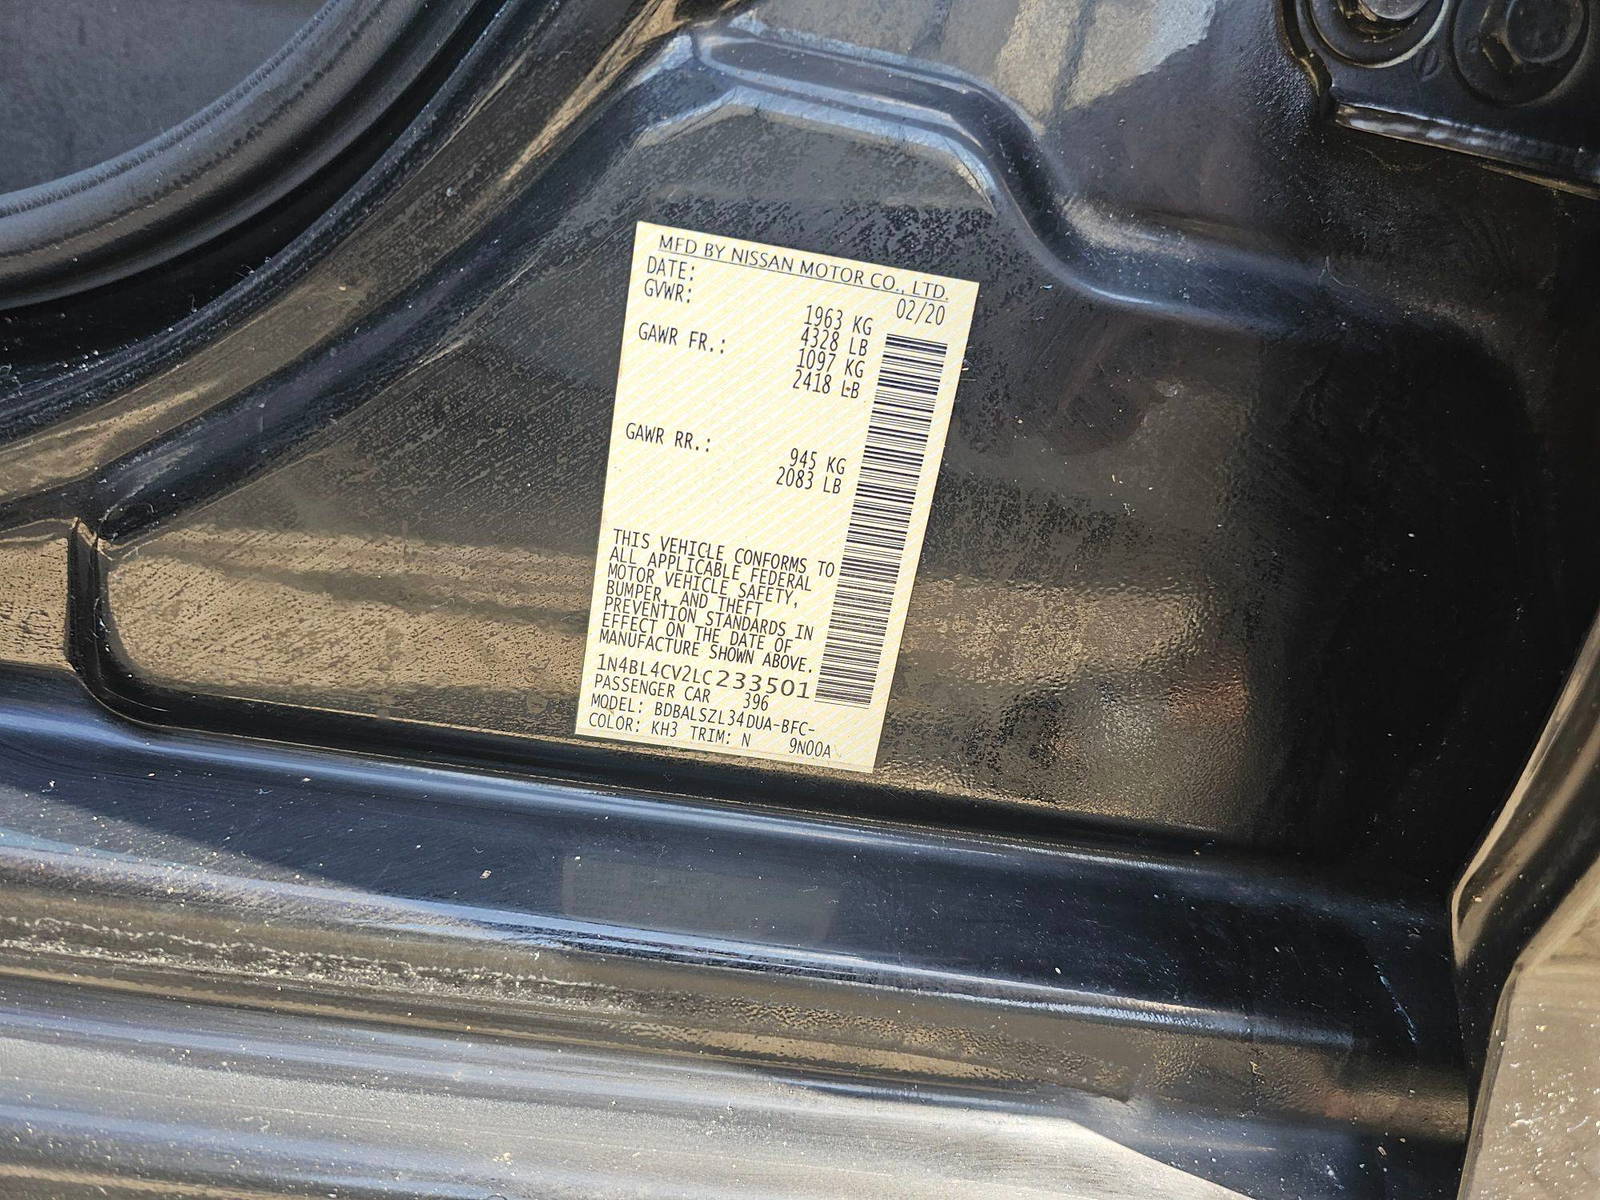 MFD BY NISSAN MOTOR CO., LTD.
DATE: 02/20
GVWR: 1963 KG
4328 LB
GAWR FR.: 1097 KG
2418 LB
GAWR RR.: 945 KG
2083 LB
THIS VEHICLE CONFORMS TO
ALL APPLICABLE FEDERAL
MOTOR VEHICLE SAFETY,
BUMPER, AND THEFT
PREVENTION STANDARDS IN
EFFECT ON THE DATE OF
MANUFACTURE SHOWN ABOVE.
1N4BL4CV2LC233501
PASSENGER CAR 396
MODEL: BDBALSZL34DUA-BFC-
COLOR: KH3 TRIM: N 9N00A